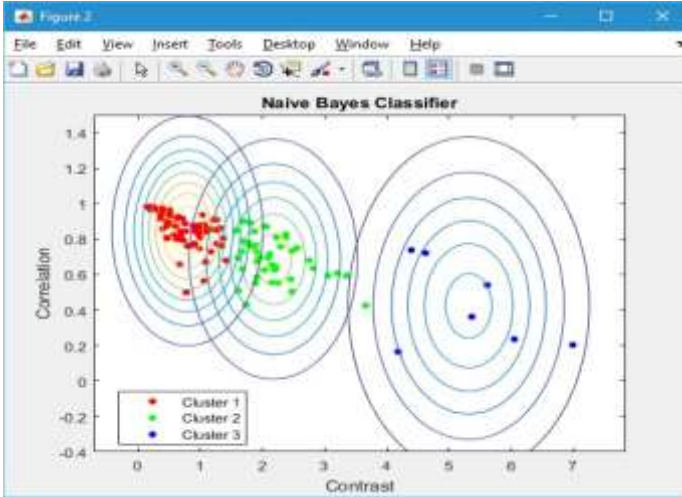 Figure 2
File Edit View Insert Tools Desktop Window Help
Naive Bayes Classifier
1.4
1.2
1
0.8
0.6
0.4
0.2
0
-0.2
-0.4
Correlation
Cluster 1
Cluster 2
Cluster 3
0 1 2 3 4 5 6 7
Contrast